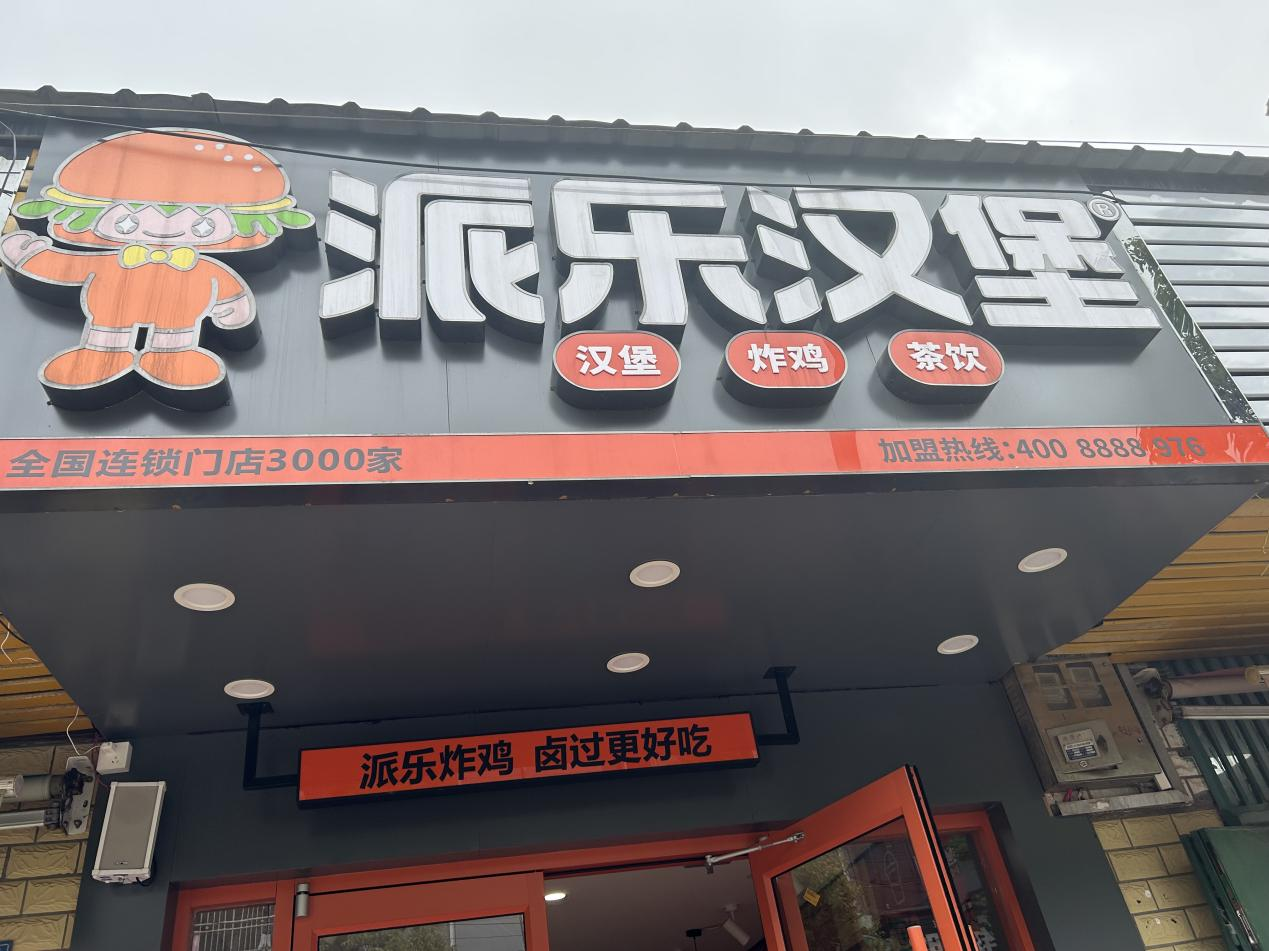 派乐汉堡®
汉堡 炸鸡 茶饮
全国连锁门店3000家
加盟热线:400 8888 976
派乐炸鸡 卤过更好吃